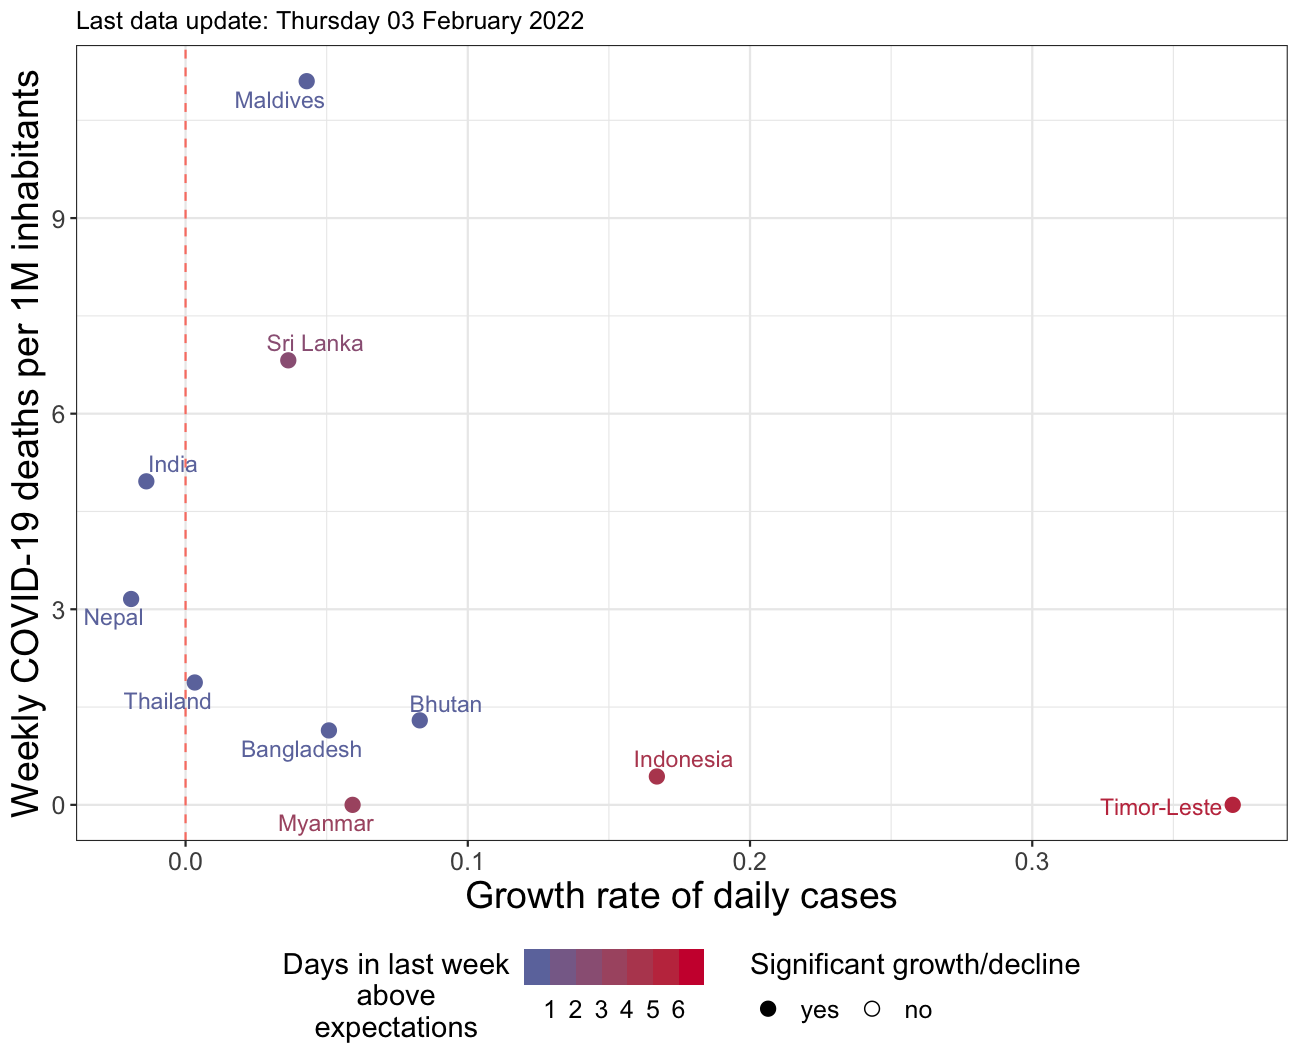 Last data update: Thursday 03 February 2022
Weekly COVID-19 deaths per 1M inhabitants
9
6
3
0
Maldives
Sri Lanka
India
Nepal
Thailand
Bhutan
Bangladesh
Indonesia
Myanmar
Timor-Leste
0.0 0.1 0.2 0.3
Growth rate of daily cases
Days in last week
above
expectations
1 2 3 4 5 6
Significant growth/decline
yes no